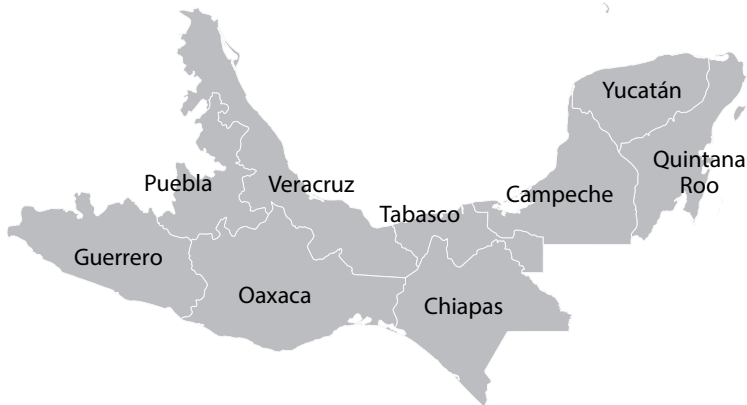 Yucatán
Quintana
Roo
Puebla
Veracruz
Campeche
Tabasco
Guerrero
Oaxaca
Chiapas